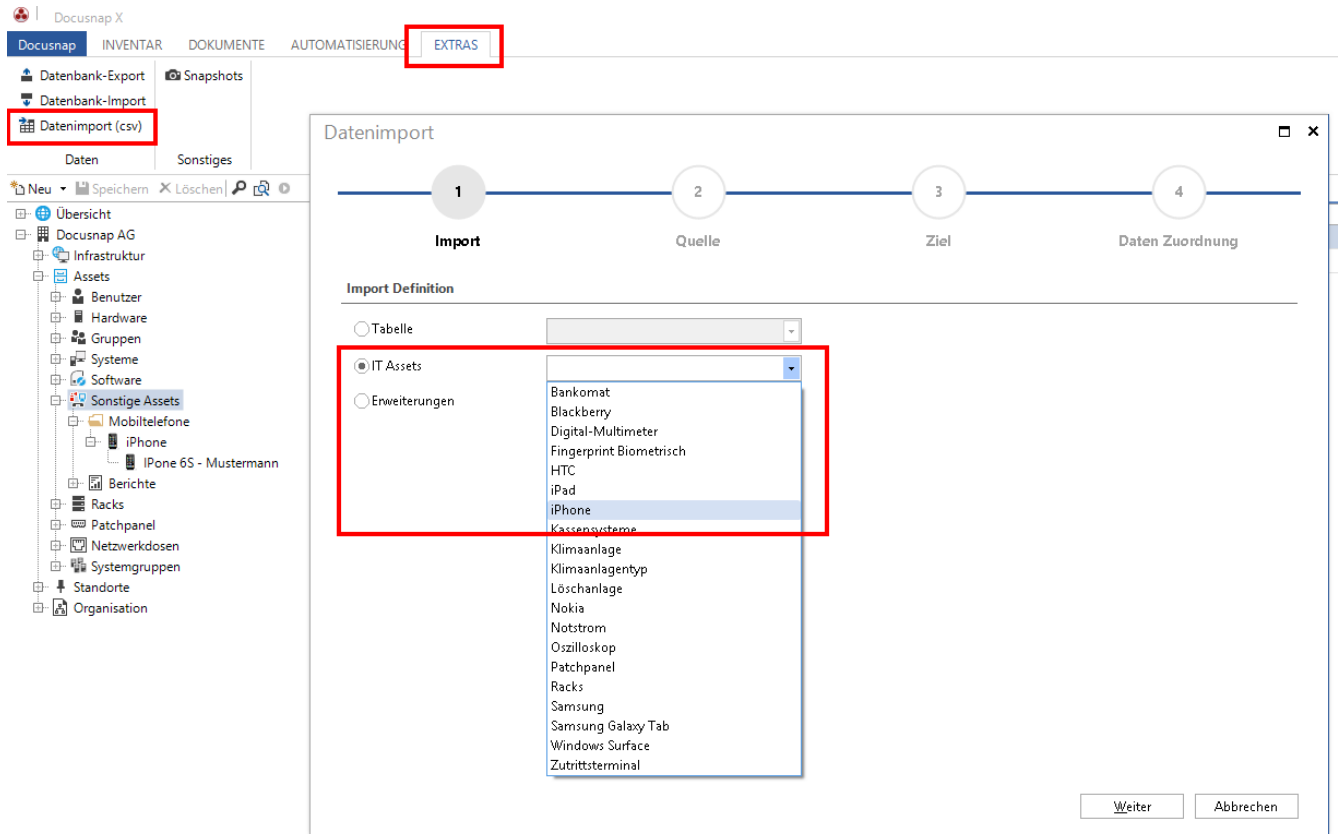 Docusnap X
Docusnap INVENTAR DOKUMENTE AUTOMATISIERUNG EXTRAS
Datenbank-Export Snapshots
Datenbank-Import
Datenimport (csv)
Daten Sonstiges
Neu Speichern Löschen
Übersicht
Docusnap AG
Infrastruktur
Assets
Benutzer
Hardware
Gruppen
Systeme
Software
Sonstige Assets
Mobiltelefone
iPhone
IPone 6S - Mustermann
Berichte
Racks
Patchpanel
Netzwerkdosen
Systemgruppen
Standorte
Organisation
Datenimport
1 2 3 4
Import Quelle Ziel Daten Zuordnung
Import Definition
Tabelle
IT Assets
Erweiterungen
Bankomat
Blackberry
Digital-Multimeter
Fingerprint Biometrisch
HTC
iPad
iPhone
Kassensysteme
Klimaanlage
Klimaanlagentyp
Löschanlage
Nokia
Notstrom
Oszilloskop
Patchpanel
Racks
Samsung
Samsung Galaxy Tab
Windows Surface
Zutrittsterminal
Weiter Abbrechen